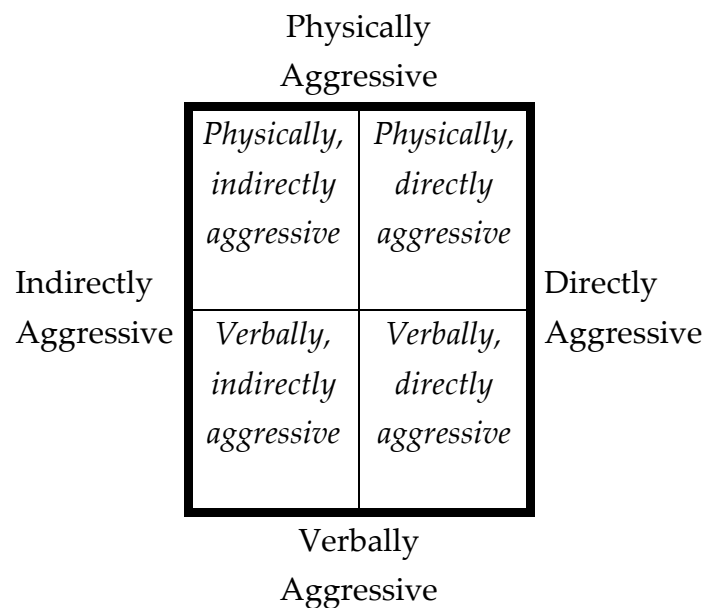 Physically
Aggressive
Physically,
indirectly
aggressive
Physically,
directly
aggressive
Indirectly
Aggressive
Directly
Aggressive
Verbally,
indirectly
aggressive
Verbally,
directly
aggressive
Verbally
Aggressive